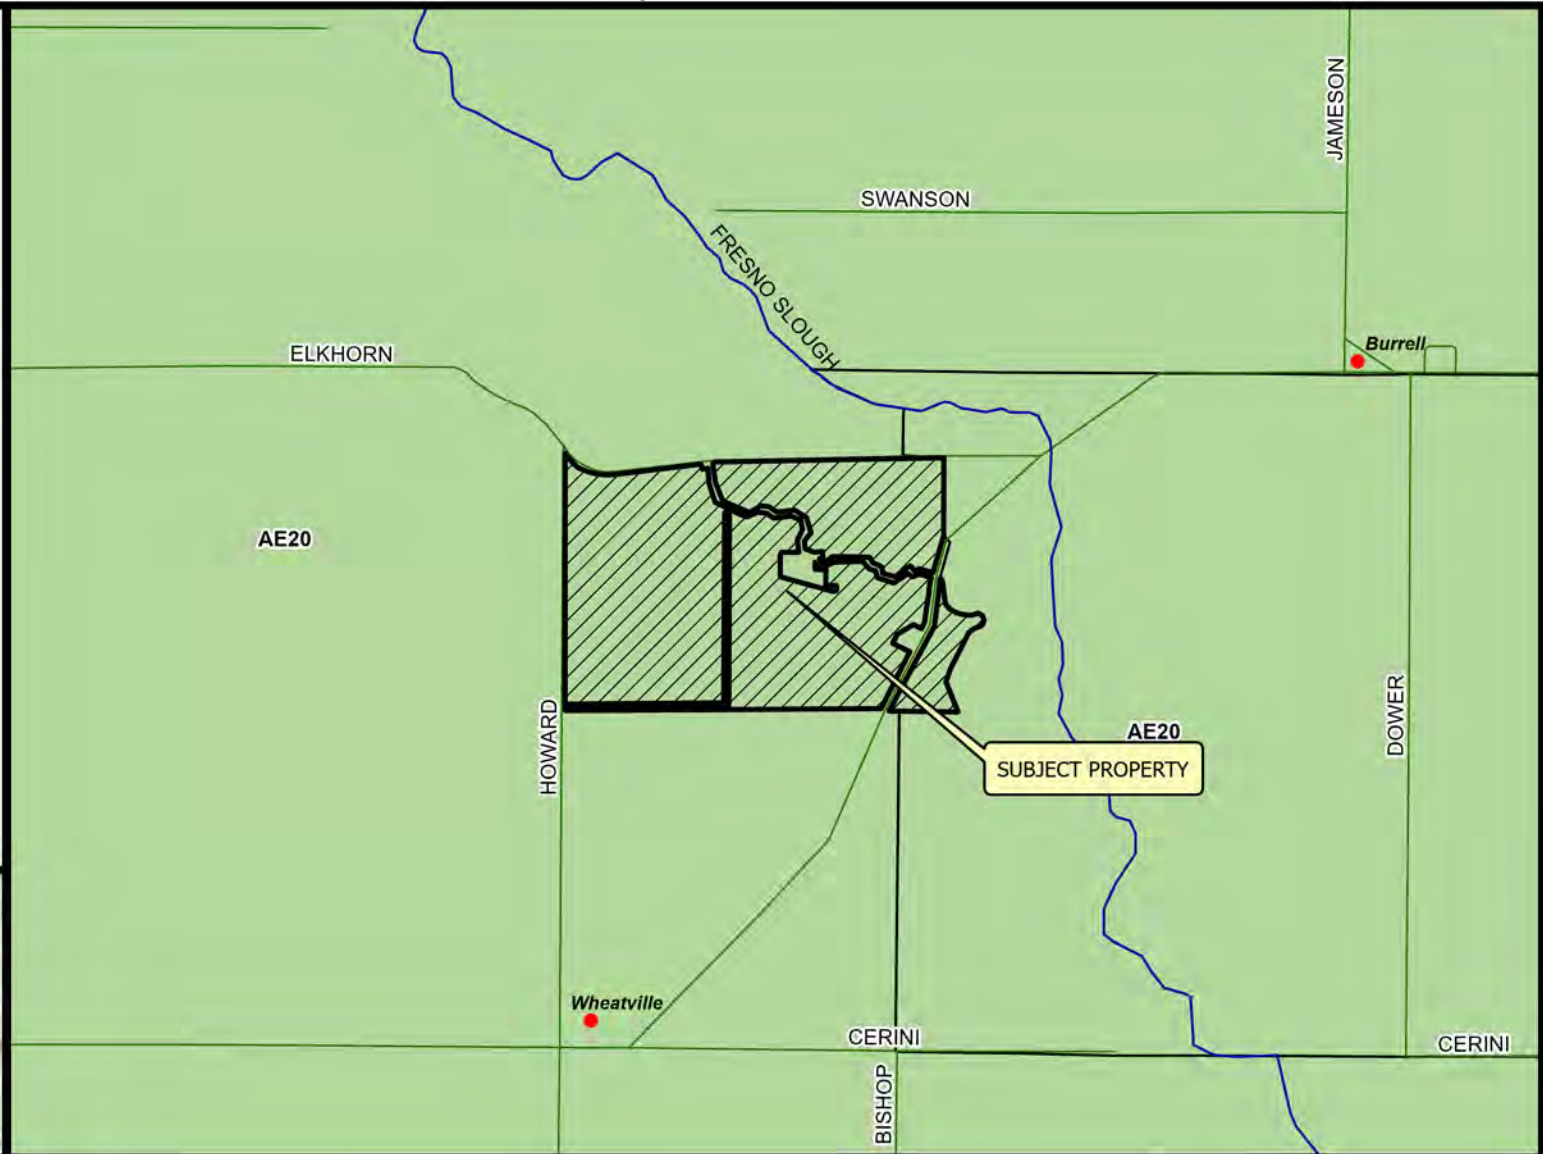 JAMESON
SWANSON
FRESNO SLOUGH
Burrell
ELKHORN
AE20
DOWER
HOWARD
AE20
SUBJECT PROPERTY
Wheatville
CERINI
CERINI
BISHOP